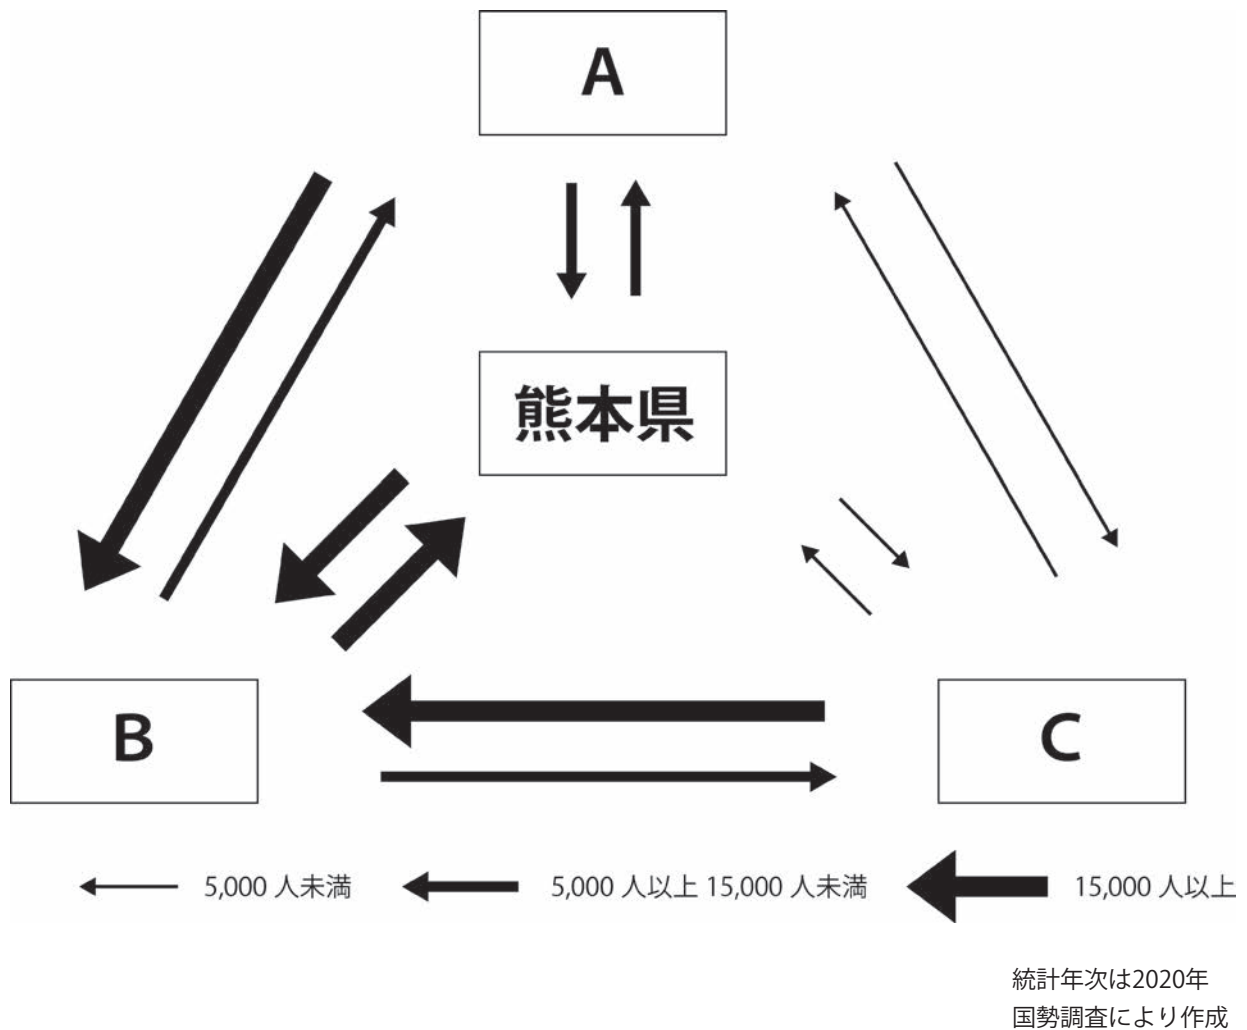 A
熊本県
B
C
5,000 人未満
5,000 人以上 15,000 人未満
15,000 人以上
統計年次は2020年
国勢調査により作成